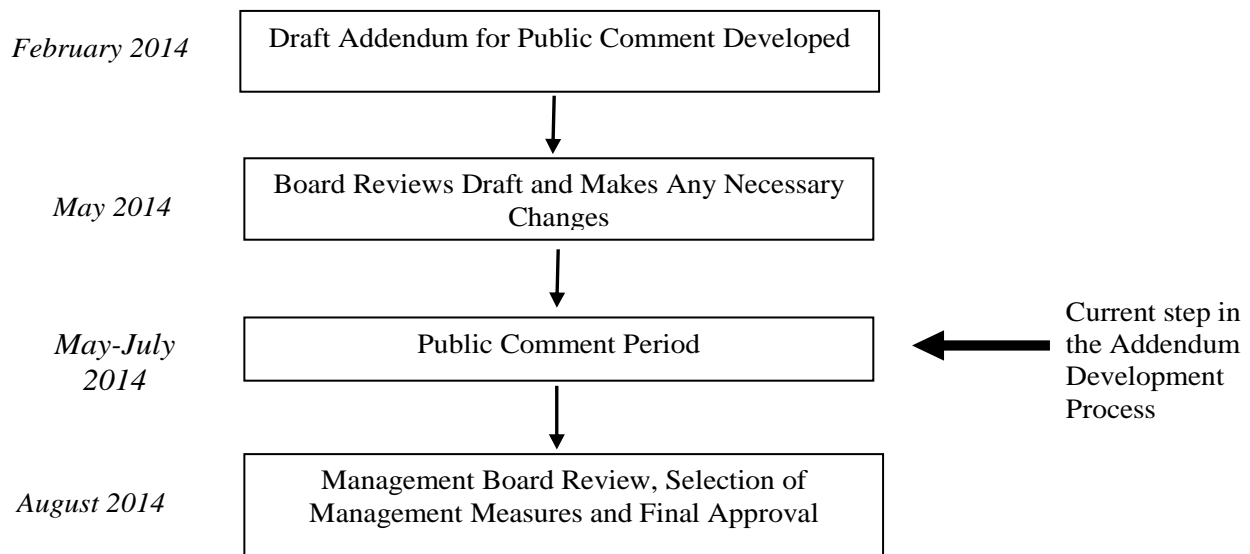 February 2014
Draft Addendum for Public Comment Developed
May 2014
Board Reviews Draft and Makes Any Necessary
Changes
May-July
2014
Public Comment Period
Current step in
the Addendum
Development
Process
August 2014
Management Board Review, Selection of
Management Measures and Final Approval